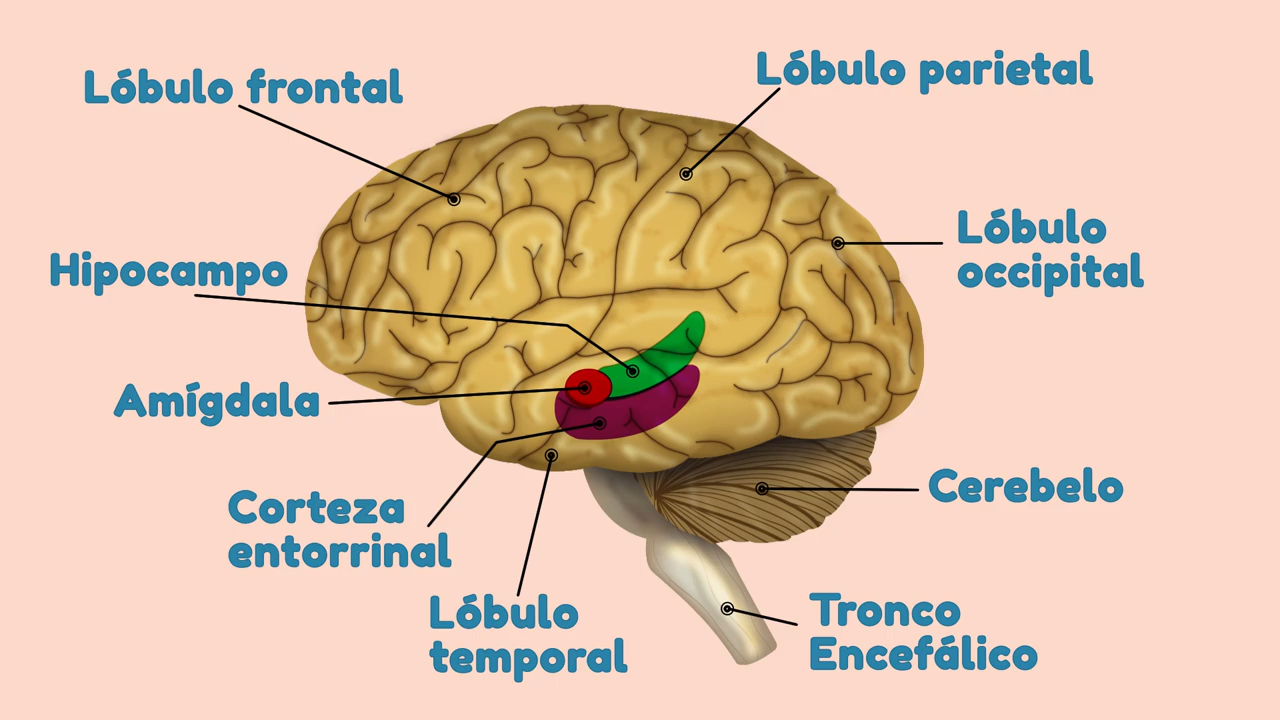 Lóbulo frontal
Lóbulo parietal
Lóbulo
occipital
Hipocampo
Amígdala
Corteza
entorrinal
Cerebelo
Lóbulo
temporal
Tronco
Encefálico